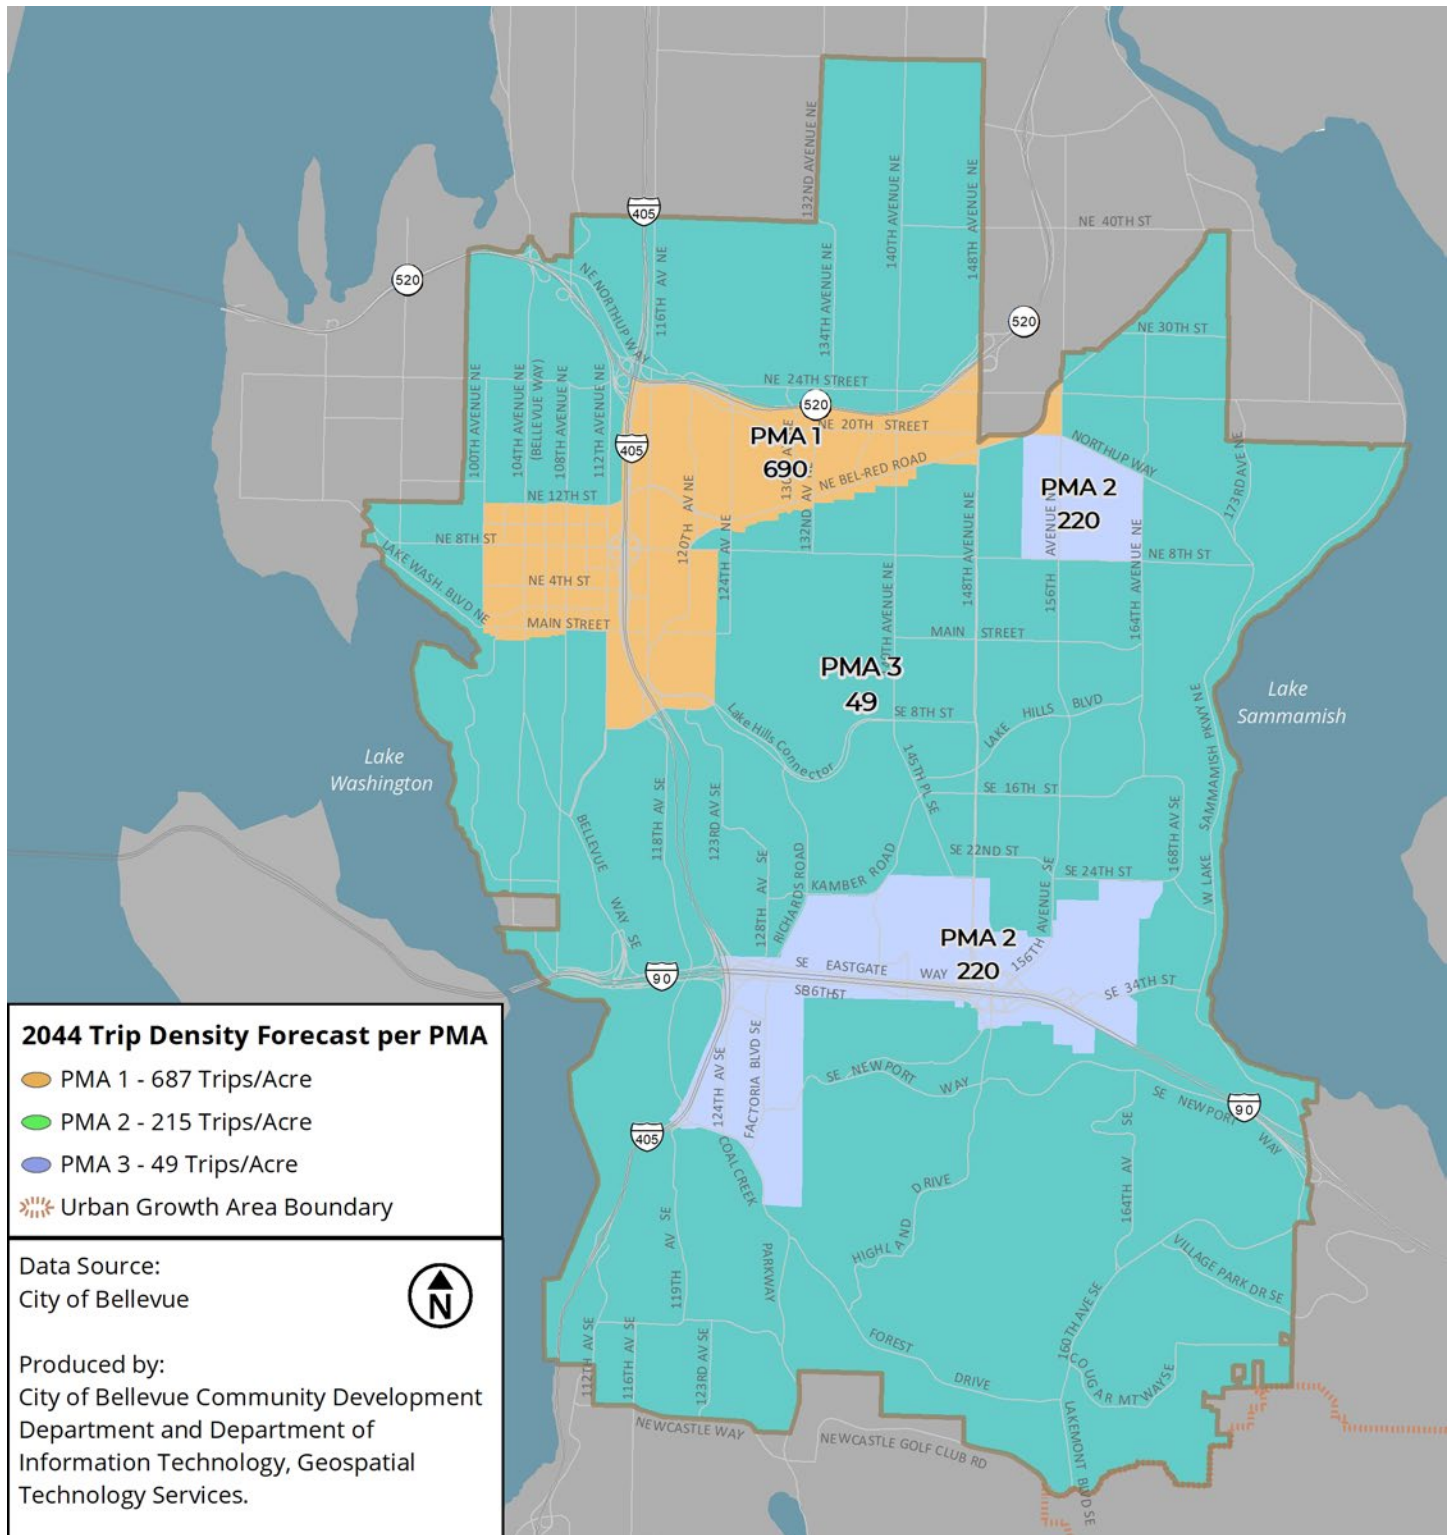 132ND AVENUE NE
140TH AVENUE NE
148TH AVENUE NE
NE 40TH ST
405
116TH AV NE
134TH AVENUE NE
520
NE NORTHUP WAY
520
NE 30TH ST
100TH AVENUE NE
104TH AVENUE NE
(BELLEVUE WAY)
108TH AVENUE NE
112TH AVENUE NE
NE 24TH STREET
520
NE 20TH STREET
PMA 1
690
405
NE BEL-RED ROAD
NORTHUP WAY
173RD AVE NE
PMA 2
220
NE 12TH ST
120TH AV NE
124TH AV NE
132ND AV NE
148TH AVENUE NE
156TH AVENUE NE
164TH AVENUE NE
NE 8TH ST
NE 8TH ST
LAKE WASH. BLVD NE
NE 4TH ST
MAIN STREET
MAIN STREET
PMA 3
49
Lake
Sammamish
SE 8TH ST
LAKE HILLS BLVD
Lake Hills Connector
W LAKE SAMMAMISH PKWY NE
Lake
Washington
145TH PL SE
SE 16TH ST
118TH AV SE
123RD AV SE
BELLEVUE WAY SE
128TH AV SE
RICHARDS ROAD
KAMBER ROAD
SE 22ND ST
SE 24TH ST
168TH AV SE
156TH AVENUE SE
PMA 2
220
SE EASTGATE WAY
90
SE 34TH ST
124TH AV SE
FACTORIA BLVD SE
SE NEWPORT WAY
SE NEWPORT WAY
90
405
COAL CREEK PARKWAY
HIGHLAND DRIVE
164TH AV SE
VILLAGE PARK DR SE
119TH AV SE
112TH AV SE
116TH AV SE
123RD AV SE
FOREST DRIVE
160TH AVE SE
COUGAR MT WAY SE
LAKEMONT BLVD SE
NEWCASTLE WAY
NEWCASTLE GOLF CLUB RD
2044 Trip Density Forecast per PMA
PMA 1 - 687 Trips/Acre
PMA 2 - 215 Trips/Acre
PMA 3 - 49 Trips/Acre
Urban Growth Area Boundary
Data Source:
City of Bellevue
N
Produced by:
City of Bellevue Community Development
Department and Department of
Information Technology, Geospatial
Technology Services.